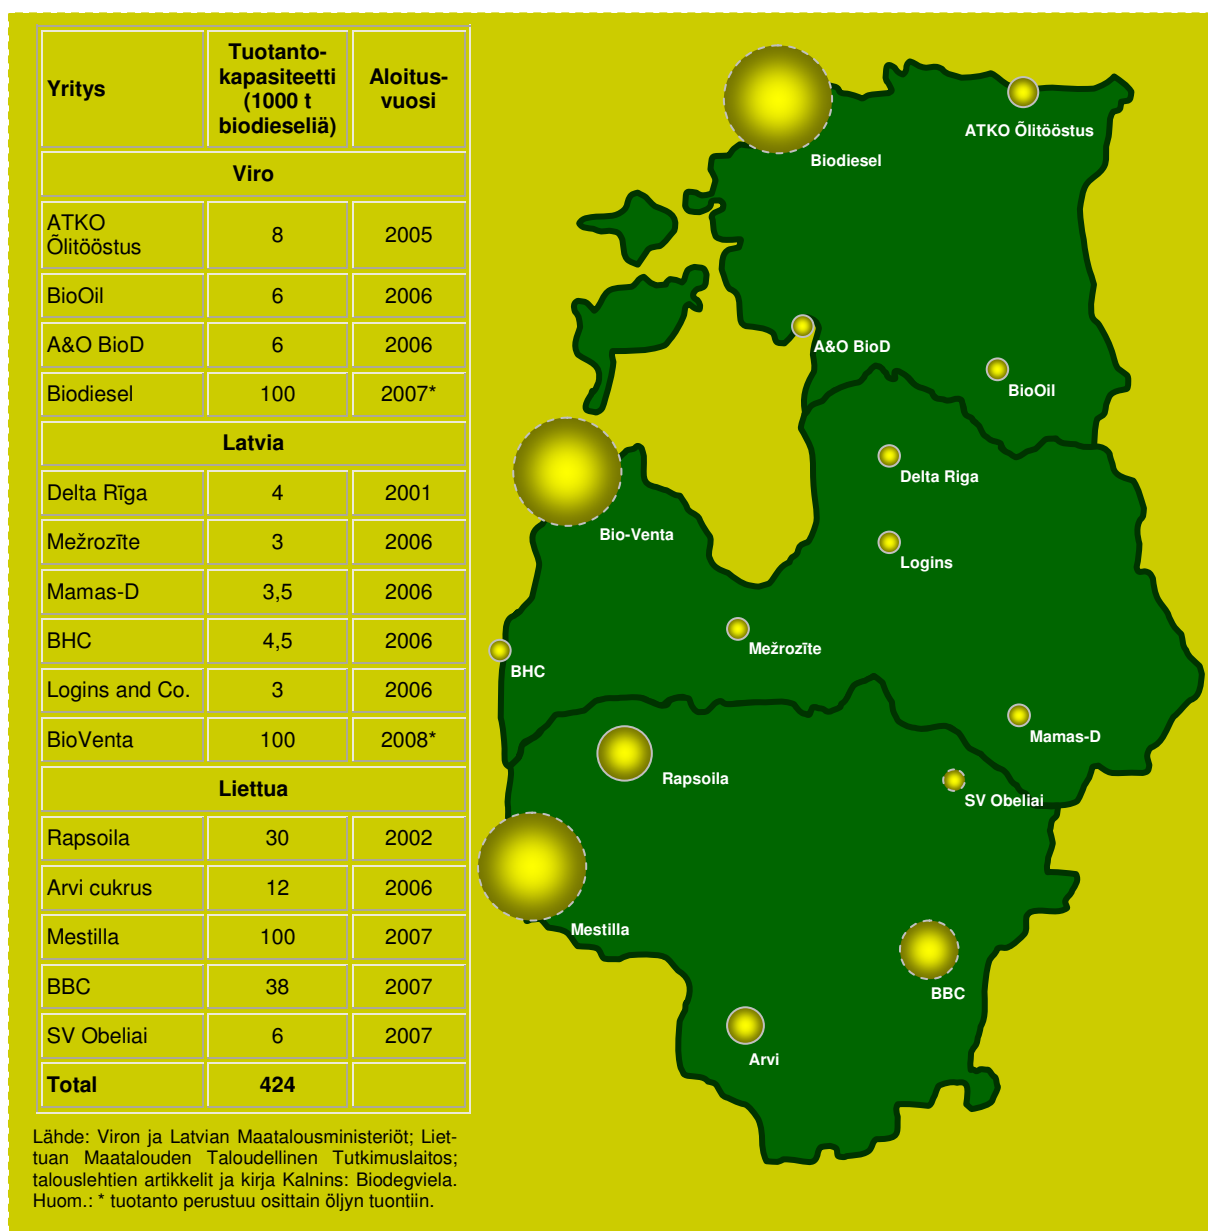 Yritys
Tuotanto-
kapasiteetti
(1000 t
biodieseliä)
Aloitus-
vuosi
Viro
ATKO
Õlitööstus
8
2005
BioOil
6
2006
A&O BioD
6
2006
Biodiesel
100
2007*
Latvia
Delta Rīga
4
2001
Mežrozīte
3
2006
Mamas-D
3,5
2006
BHC
4,5
2006
Logins and Co.
3
2006
BioVenta
100
2008*
Liettua
Rapsoila
30
2002
Arvi cukrus
12
2006
Mestilla
100
2007
BBC
38
2007
SV Obeliai
6
2007
Total
424
Lähde: Viron ja Latvian Maatalousministeriöt; Liet-
tuan Maatalouden Taloudellinen Tutkimuslaitos;
talouslehtien artikkelit ja kirja Kalnins: Biodegviela.
Huom.: * tuotanto perustuu osittain öljyn tuontiin.
ATKO Õlitööstus
Biodiesel
A&O BioD
BioOil
Delta Riga
Bio-Venta
Logins
Mežrozīte
BHC
Mamas-D
Rapsoila
SV Obeliai
Mestilla
BBC
Arvi